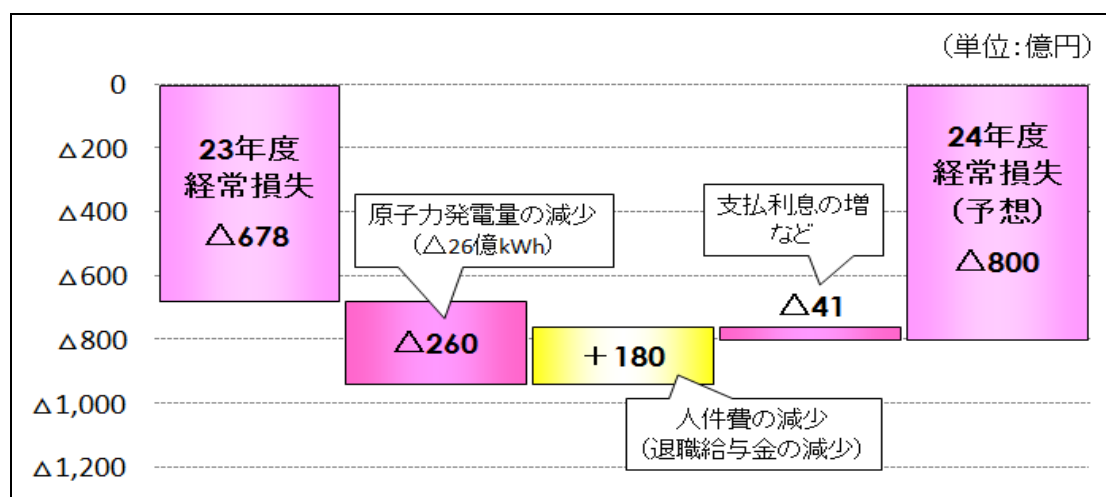 （単位：億円）
0
△200
△400
△600
△800
△1,000
△1,200
23年度
経常損失
△678
原子力発電量の減少
（△26億kWh）
△260
＋180
人件費の減少
（退職給与金の減少）
支払利息の増
など
△41
24年度
経常損失
（予想）
△800